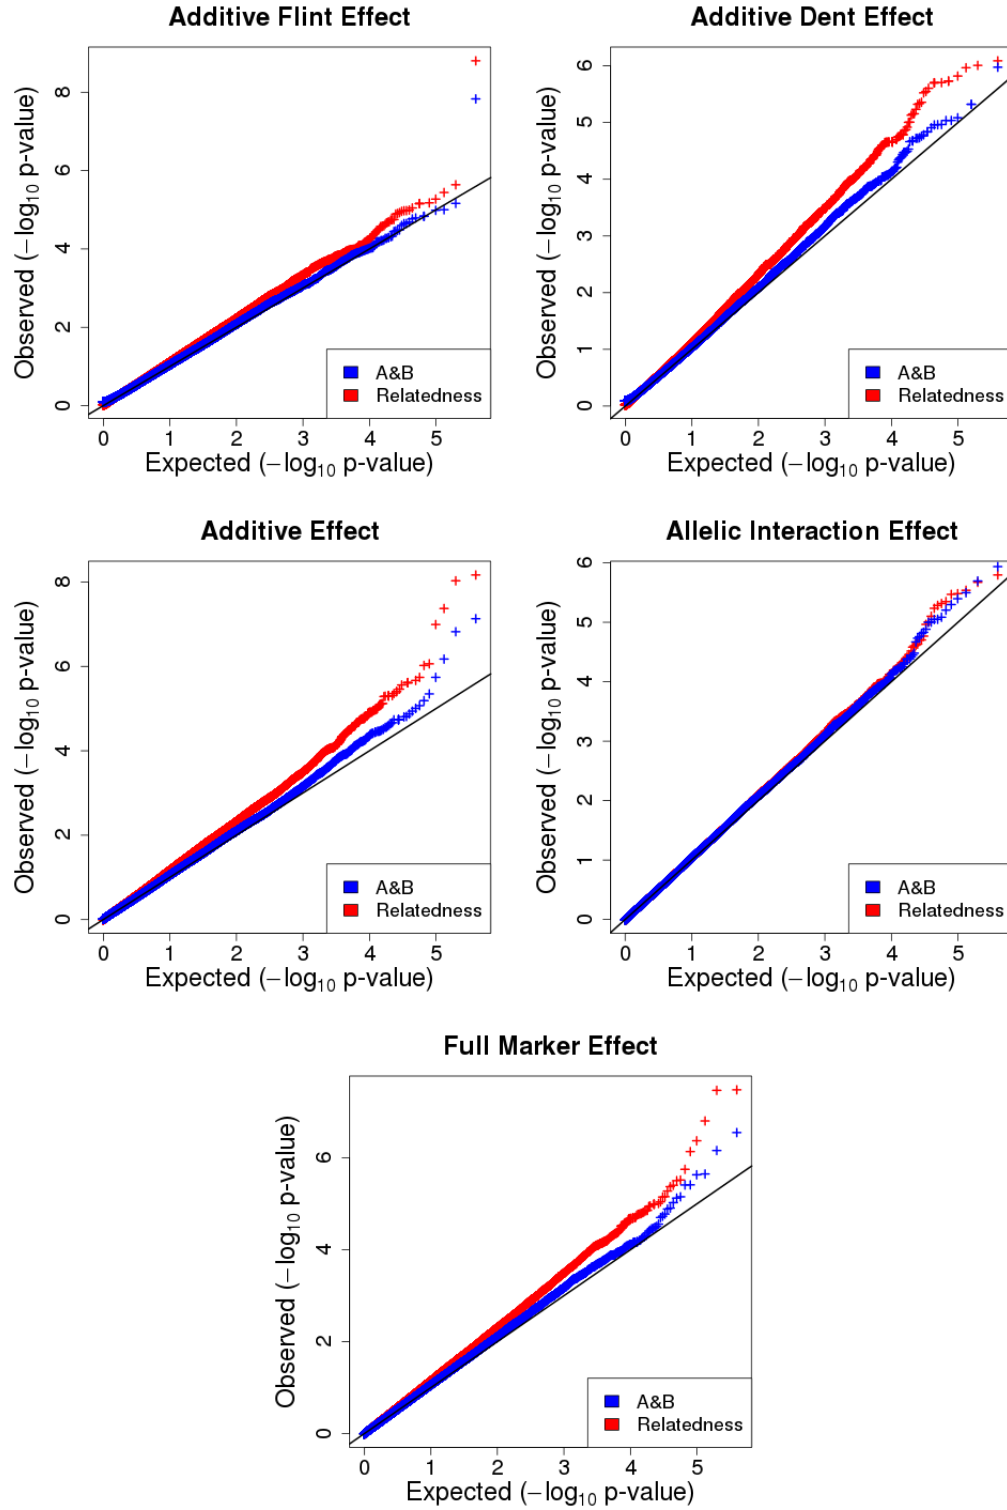 Additive Flint Effect
Observed (−log10 p-value)
8
6
4
2
0
A&B
Relatedness
0 1 2 3 4 5
Expected (−log10 p-value)
Additive Dent Effect
Observed (−log10 p-value)
6
5
4
3
2
1
0
A&B
Relatedness
0 1 2 3 4 5
Expected (−log10 p-value)
Additive Effect
Observed (−log10 p-value)
8
6
4
2
0
A&B
Relatedness
0 1 2 3 4 5
Expected (−log10 p-value)
Allelic Interaction Effect
Observed (−log10 p-value)
6
5
4
3
2
1
0
A&B
Relatedness
0 1 2 3 4 5
Expected (−log10 p-value)
Full Marker Effect
Observed (−log10 p-value)
6
4
2
0
A&B
Relatedness
0 1 2 3 4 5
Expected (−log10 p-value)